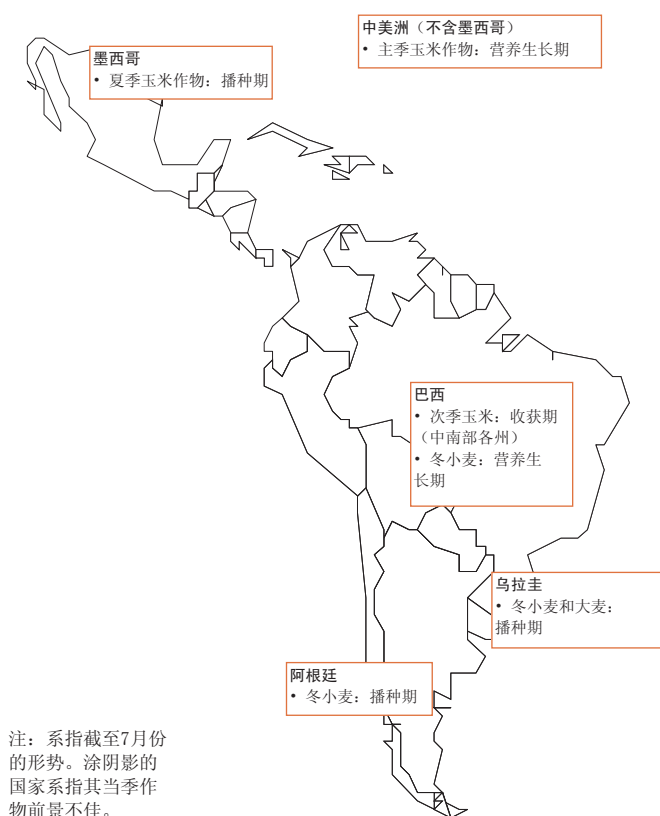 中美洲（不含墨西哥）
• 主季玉米作物：营养生长期
墨西哥
• 夏季玉米作物：播种期
巴西
• 次季玉米：收获期
（中南部各州）
• 冬小麦：营养生
长期
乌拉圭
• 冬小麦和大麦：
播种期
阿根廷
• 冬小麦：播种期
注：系指截至7月份
的形势。涂阴影的
国家系指其当季作
物前景不佳。